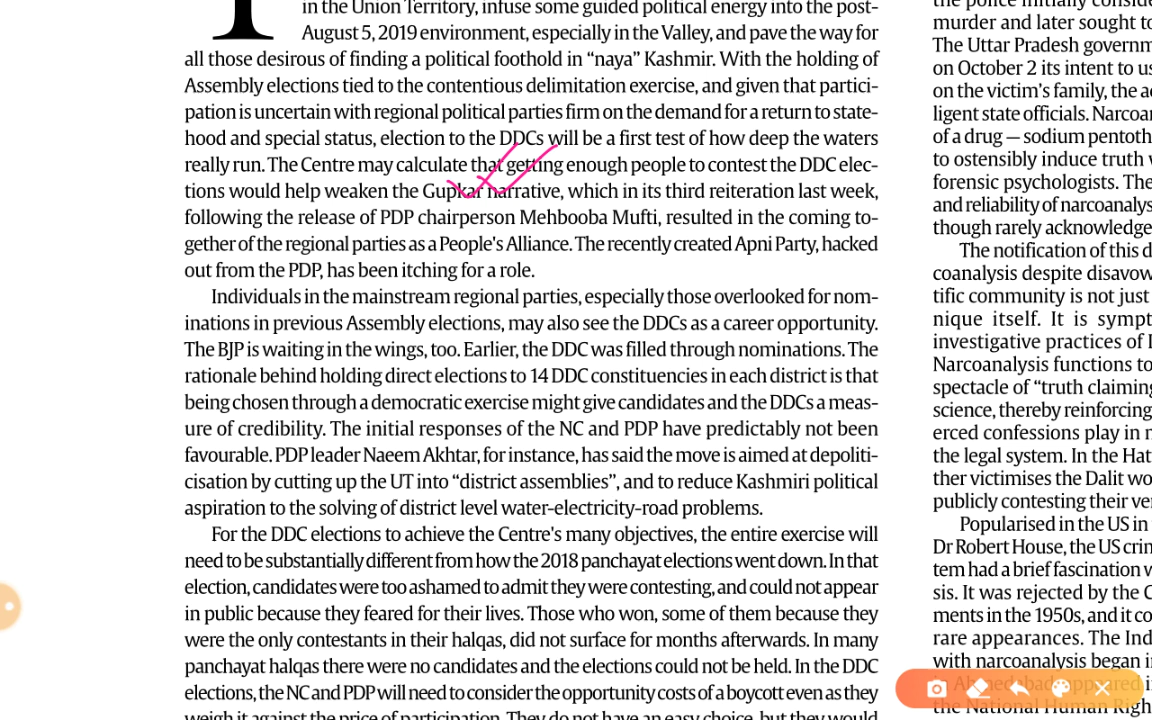 in the Union Territory, infuse some guided political energy into the post-
August 5, 2019 environment, especially in the Valley, and pave the way for
all those desirous of finding a political foothold in “naya” Kashmir. With the holding of
Assembly elections tied to the contentious delimitation exercise, and given that partici-
pation is uncertain with regional political parties firm on the demand for a return to state-
hood and special status, election to the DDCs will be a first test of how deep the waters
really run. The Centre may calculate that getting enough people to contest the DDC elec-
tions would help weaken the Gupkar narrative, which in its third reiteration last week,
following the release of PDP chairperson Mehbooba Mufti, resulted in the coming to-
gether of the regional parties as a People's Alliance. The recently created Apni Party, hacked
out from the PDP, has been itching for a role.
Individuals in the mainstream regional parties, especially those overlooked for nom-
inations in previous Assembly elections, may also see the DDCs as a career opportunity.
The BJP is waiting in the wings, too. Earlier, the DDC was filled through nominations. The
rationale behind holding direct elections to 14 DDC constituencies in each district is that
being chosen through a democratic exercise might give candidates and the DDCs a meas-
ure of credibility. The initial responses of the NC and PDP have predictably not been
favourable. PDP leader Naeem Akhtar, for instance, has said the move is aimed at depoliti-
cisation by cutting up the UT into “district assemblies”, and to reduce Kashmiri political
aspiration to the solving of district level water-electricity-road problems.
For the DDC elections to achieve the Centre's many objectives, the entire exercise will
need to be substantially different from how the 2018 panchayat elections went down. In that
election, candidates were too ashamed to admit they were contesting, and could not appear
in public because they feared for their lives. Those who won, some of them because they
were the only contestants in their halqas, did not surface for months afterwards. In many
panchayat halqas there were no candidates and the elections could not be held. In the DDC
elections, the NC and PDP will need to consider the opportunity costs of a boycott even as they
weigh it against the price of participation. They do not have an easy choice, but they would
the police initially
murder and later sought to
The Uttar Pradesh
on October 2 its intent to
on the victim's family, the
ligent state officials.
of a drug — sodium
to ostensibly induce truth
forensic psychologists.
and reliability of
though rarely
The notification of this
coanalysis despite
tific community is not just
nique itself. It is
investigative practices of
Narcoanalysis functions to
spectacle of “truth
science, thereby reinforcing
erced confessions play in
the legal system. In the
ther victimises the Dalit
publicly contesting their
Popularised in the US in
Dr Robert House, the US
tem had a brief fascination
sis. It was rejected by the
ments in the 1950s, and it
rare appearances. The
with narcoanalysis began
in Ahmedabad appeared
the National Human